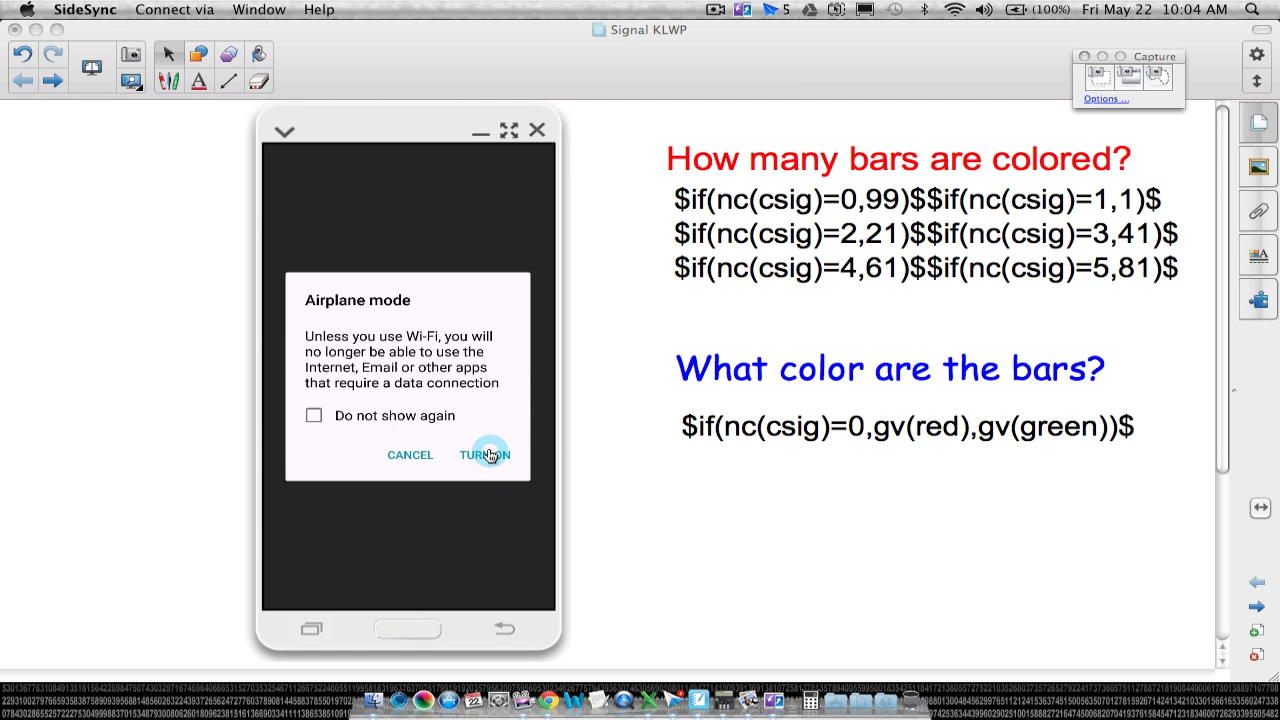 SideSync Connect via Window Help
5
(100%) Fri May 22 10:04 AM
Signal KLWP
Capture
Options ...
How many bars are colored?
$if(nc(csig)=0,99)$$if(nc(csig)=1,1)$
$if(nc(csig)=2,21)$$if(nc(csig)=3,41)$
$if(nc(csig)=4,61)$$if(nc(csig)=5,81)$
Airplane mode
Unless you use Wi-Fi, you will
no longer be able to use the
Internet, Email or other apps
that require a data connection
Do not show again
CANCEL TURN ON
What color are the bars?
$if(nc(csig)=0,gv(red),gv(green))$